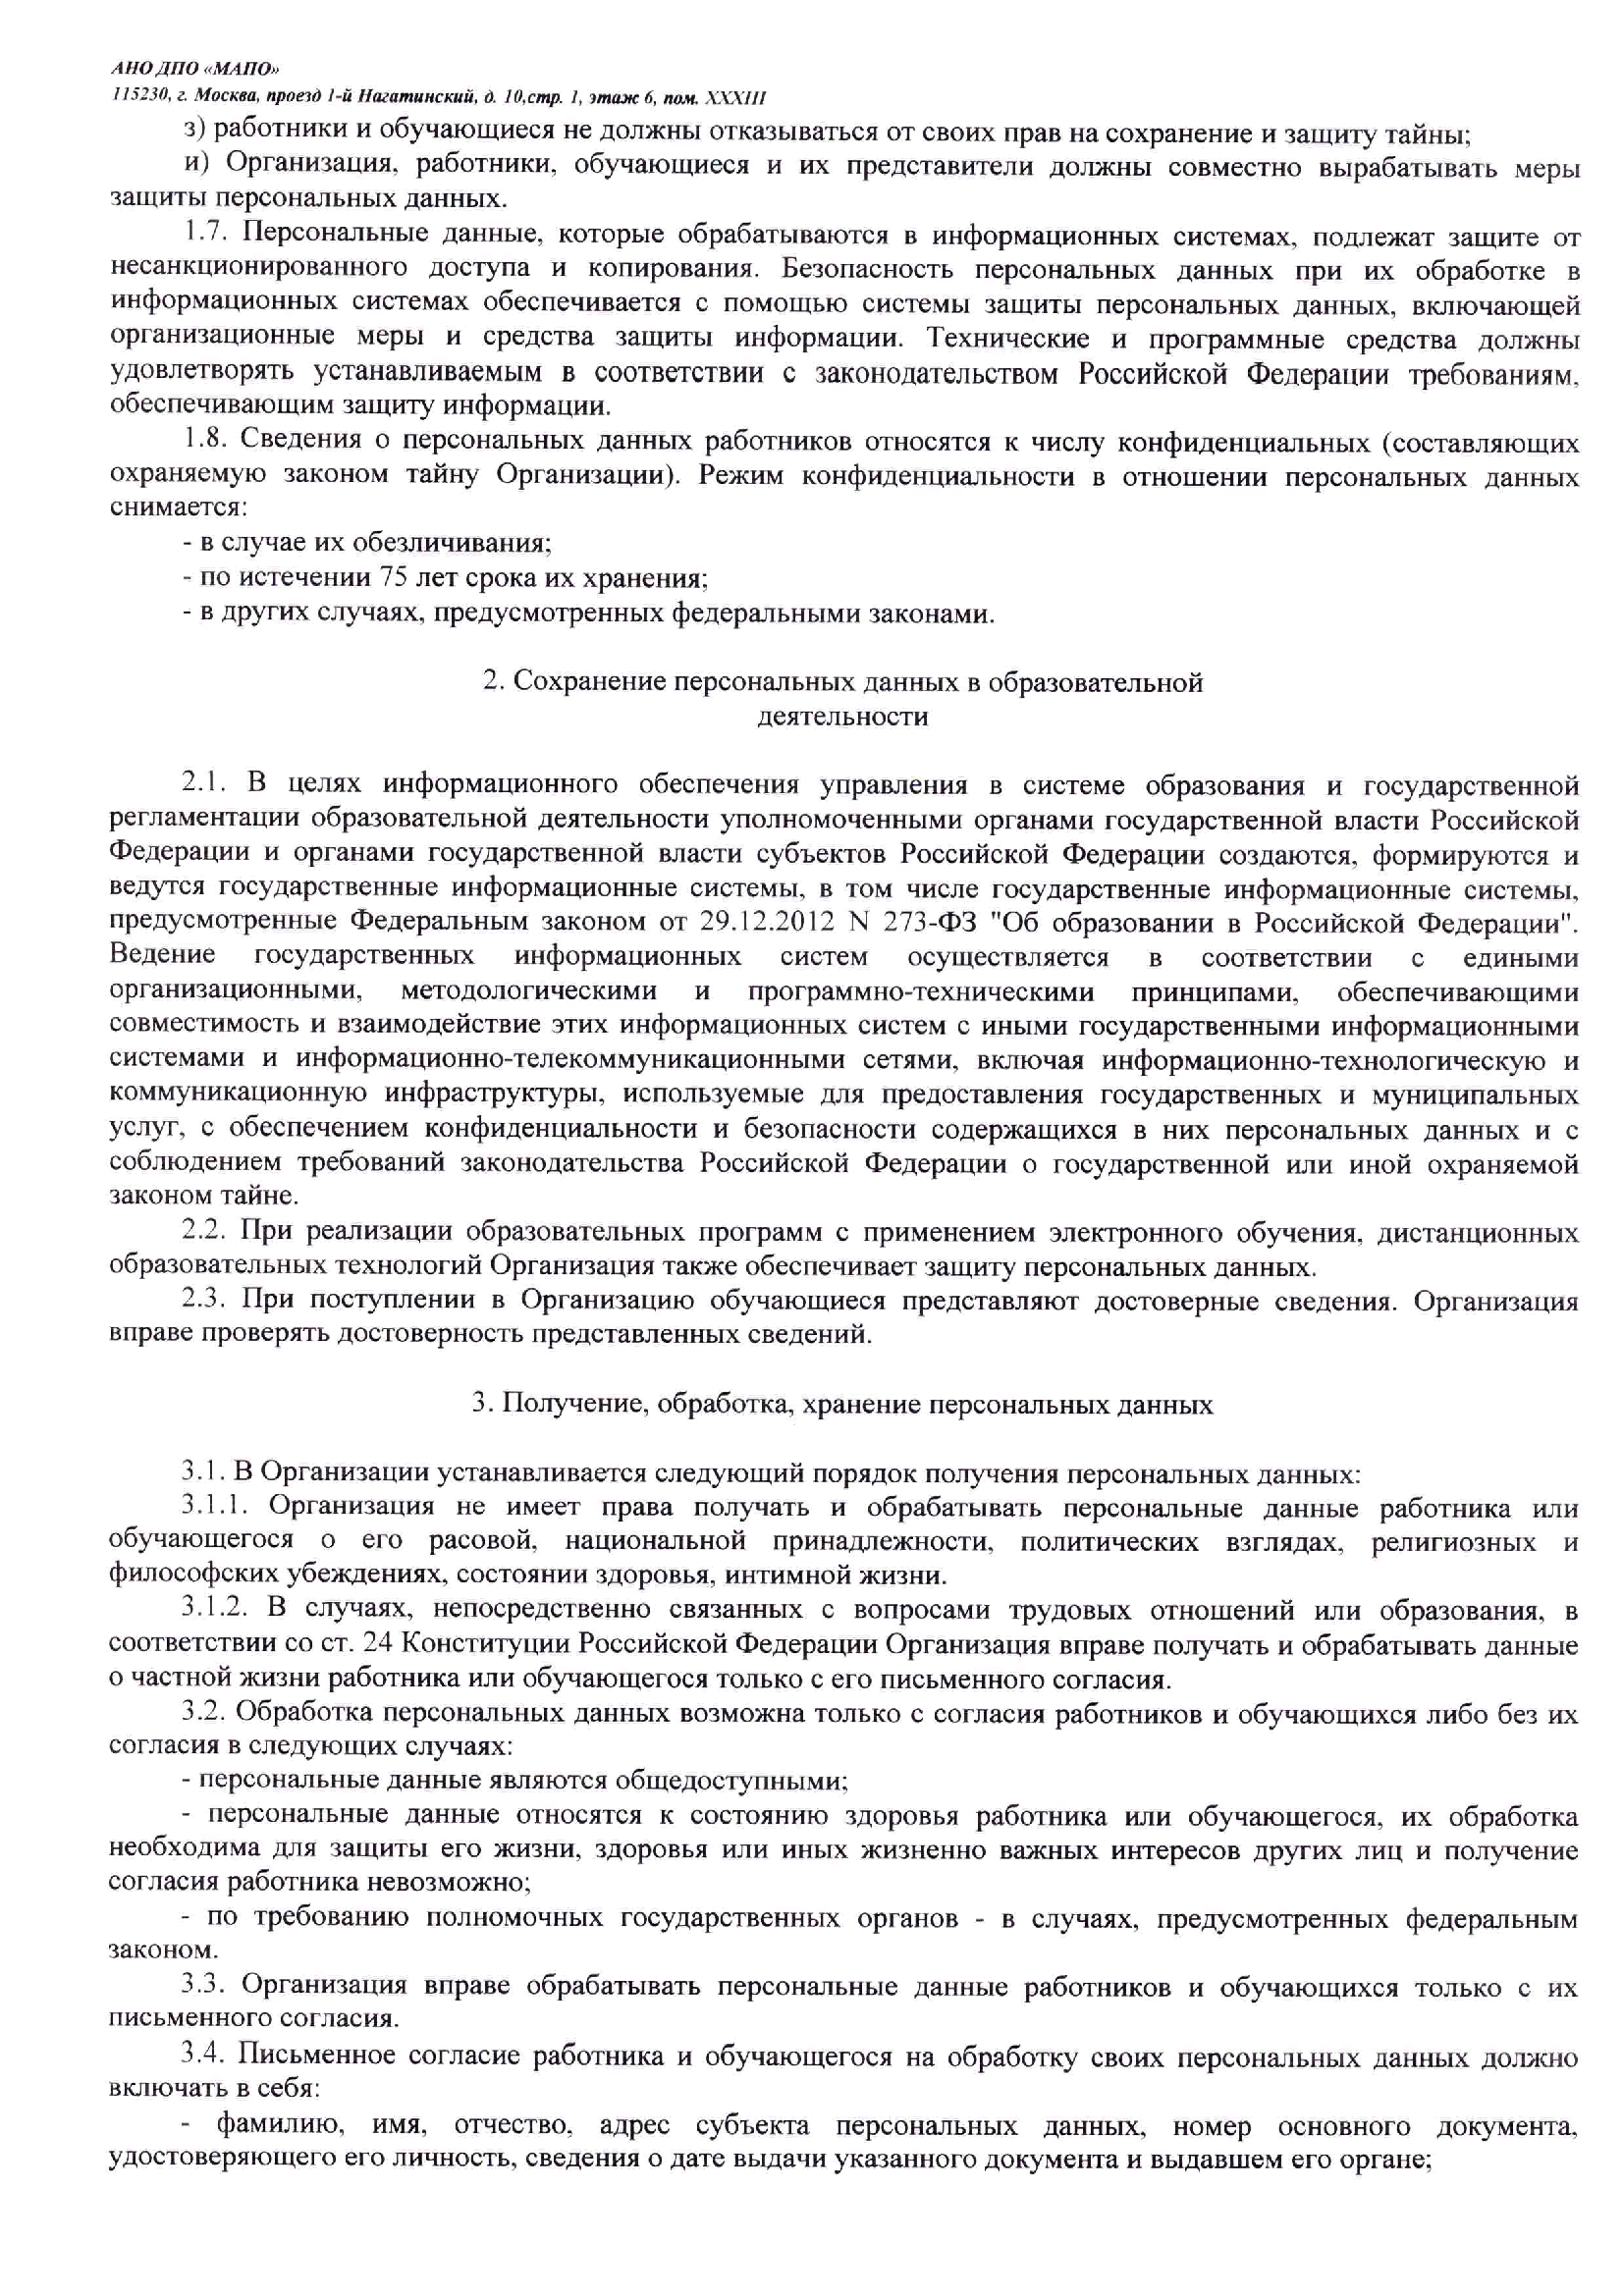 АНО ДПО «МАПО»
115230, г. Москва, проезд 1-й Нагатинский, д. 10,стр. 1, этаж 6, пом. XXXIII
з) работники и обучающиеся не должны отказываться от своих прав на сохранение и защиту тайны;
и) Организация, работники, обучающиеся и их представители должны совместно вырабатывать меры
защиты персональных данных.
1.7. Персональные данные, которые обрабатываются в информационных системах, подлежат защите от
несанкционированного доступа и копирования. Безопасность персональных данных при их обработке в
информационных системах обеспечивается с помощью системы защиты персональных данных, включающей
организационные меры и средства защиты информации. Технические и программные средства должны
удовлетворять устанавливаемым в соответствии с законодательством Российской Федерации требованиям,
обеспечивающим защиту информации.
1.8. Сведения о персональных данных работников относятся к числу конфиденциальных (составляющих
охраняемую законом тайну Организации). Режим конфиденциальности в отношении персональных данных
снимается:
- в случае их обезличивания;
- по истечении 75 лет срока их хранения;
- в других случаях, предусмотренных федеральными законами.
2. Сохранение персональных данных в образовательной
деятельности
2.1. В целях информационного обеспечения управления в системе образования и государственной
регламентации образовательной деятельности уполномоченными органами государственной власти Российской
Федерации и органами государственной власти субъектов Российской Федерации создаются, формируются и
ведутся государственные информационные системы, в том числе государственные информационные системы,
предусмотренные Федеральным законом от 29.12.2012 N 273-ФЗ "Об образовании в Российской Федерации".
Ведение государственных информационных систем осуществляется в соответствии с едиными
организационными, методологическими и программно-техническими принципами, обеспечивающими
совместимость и взаимодействие этих информационных систем с иными государственными информационными
системами и информационно-телекоммуникационными сетями, включая информационно-технологическую и
коммуникационную инфраструктуры, используемые для предоставления государственных и муниципальных
услуг, с обеспечением конфиденциальности и безопасности содержащихся в них персональных данных и с
соблюдением требований законодательства Российской Федерации о государственной или иной охраняемой
законом тайне.
2.2. При реализации образовательных программ с применением электронного обучения, дистанционных
образовательных технологий Организация также обеспечивает защиту персональных данных.
2.3. При поступлении в Организацию обучающиеся представляют достоверные сведения. Организация
вправе проверять достоверность представленных сведений.
3. Получение, обработка, хранение персональных данных
3.1. В Организации устанавливается следующий порядок получения персональных данных:
3.1.1. Организация не имеет права получать и обрабатывать персональные данные работника или
обучающегося о его расовой, национальной принадлежности, политических взглядах, религиозных и
философских убеждениях, состоянии здоровья, интимной жизни.
3.1.2. В случаях, непосредственно связанных с вопросами трудовых отношений или образования, в
соответствии со ст. 24 Конституции Российской Федерации Организация вправе получать и обрабатывать данные
о частной жизни работника или обучающегося только с его письменного согласия.
3.2. Обработка персональных данных возможна только с согласия работников и обучающихся либо без их
согласия в следующих случаях:
- персональные данные являются общедоступными;
- персональные данные относятся к состоянию здоровья работника или обучающегося, их обработка
необходима для защиты его жизни, здоровья или иных жизненно важных интересов других лиц и получение
согласия работника невозможно;
- по требованию полномочных государственных органов - в случаях, предусмотренных федеральным
законом.
3.3. Организация вправе обрабатывать персональные данные работников и обучающихся только с их
письменного согласия.
3.4. Письменное согласие работника и обучающегося на обработку своих персональных данных должно
включать в себя:
- фамилию, имя, отчество, адрес субъекта персональных данных, номер основного документа,
удостоверяющего его личность, сведения о дате выдачи указанного документа и выдавшем его органе;